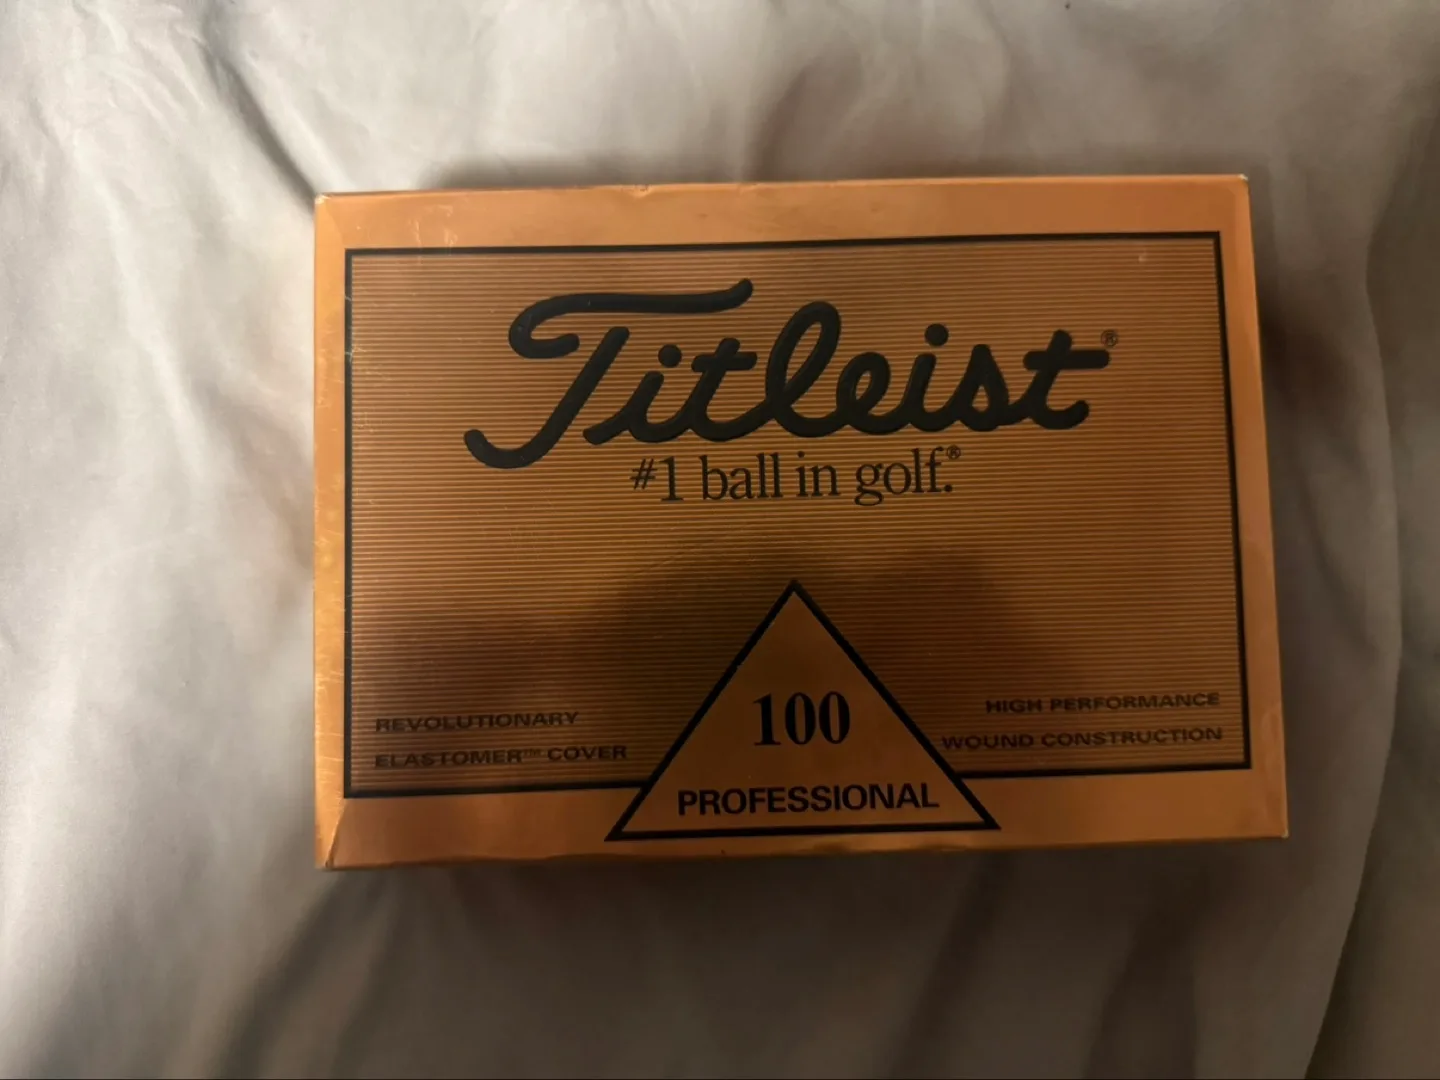 Titleist®
#1 ball in golf.®
REVOLUTIONARY
ELASTOMER™ COVER
100
PROFESSIONAL
HIGH PERFORMANCE
WOUND CONSTRUCTION